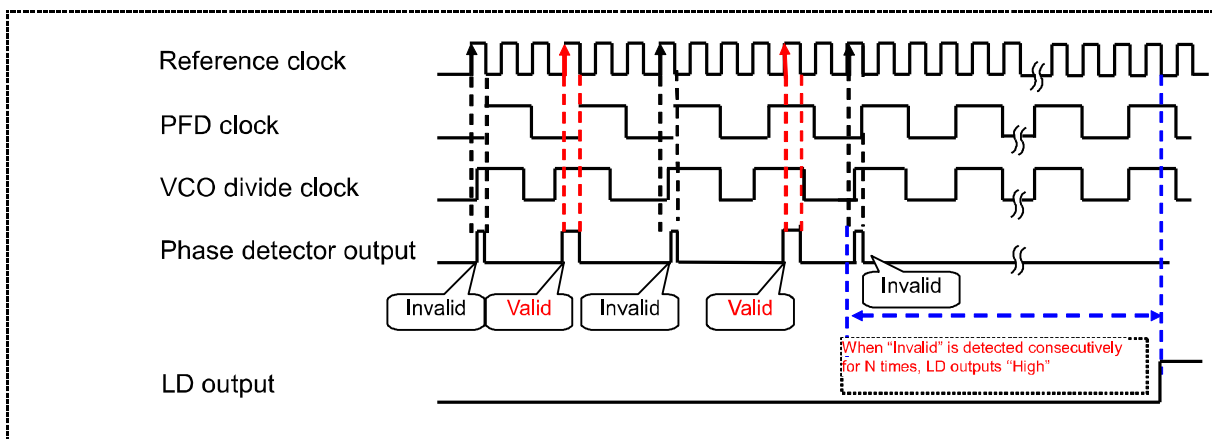 Reference clock
PFD clock
VCO divide clock
Phase detector output
Invalid
Valid
Invalid
Valid
Invalid
When “Invalid” is detected consecutively
for N times, LD outputs “High”
LD output